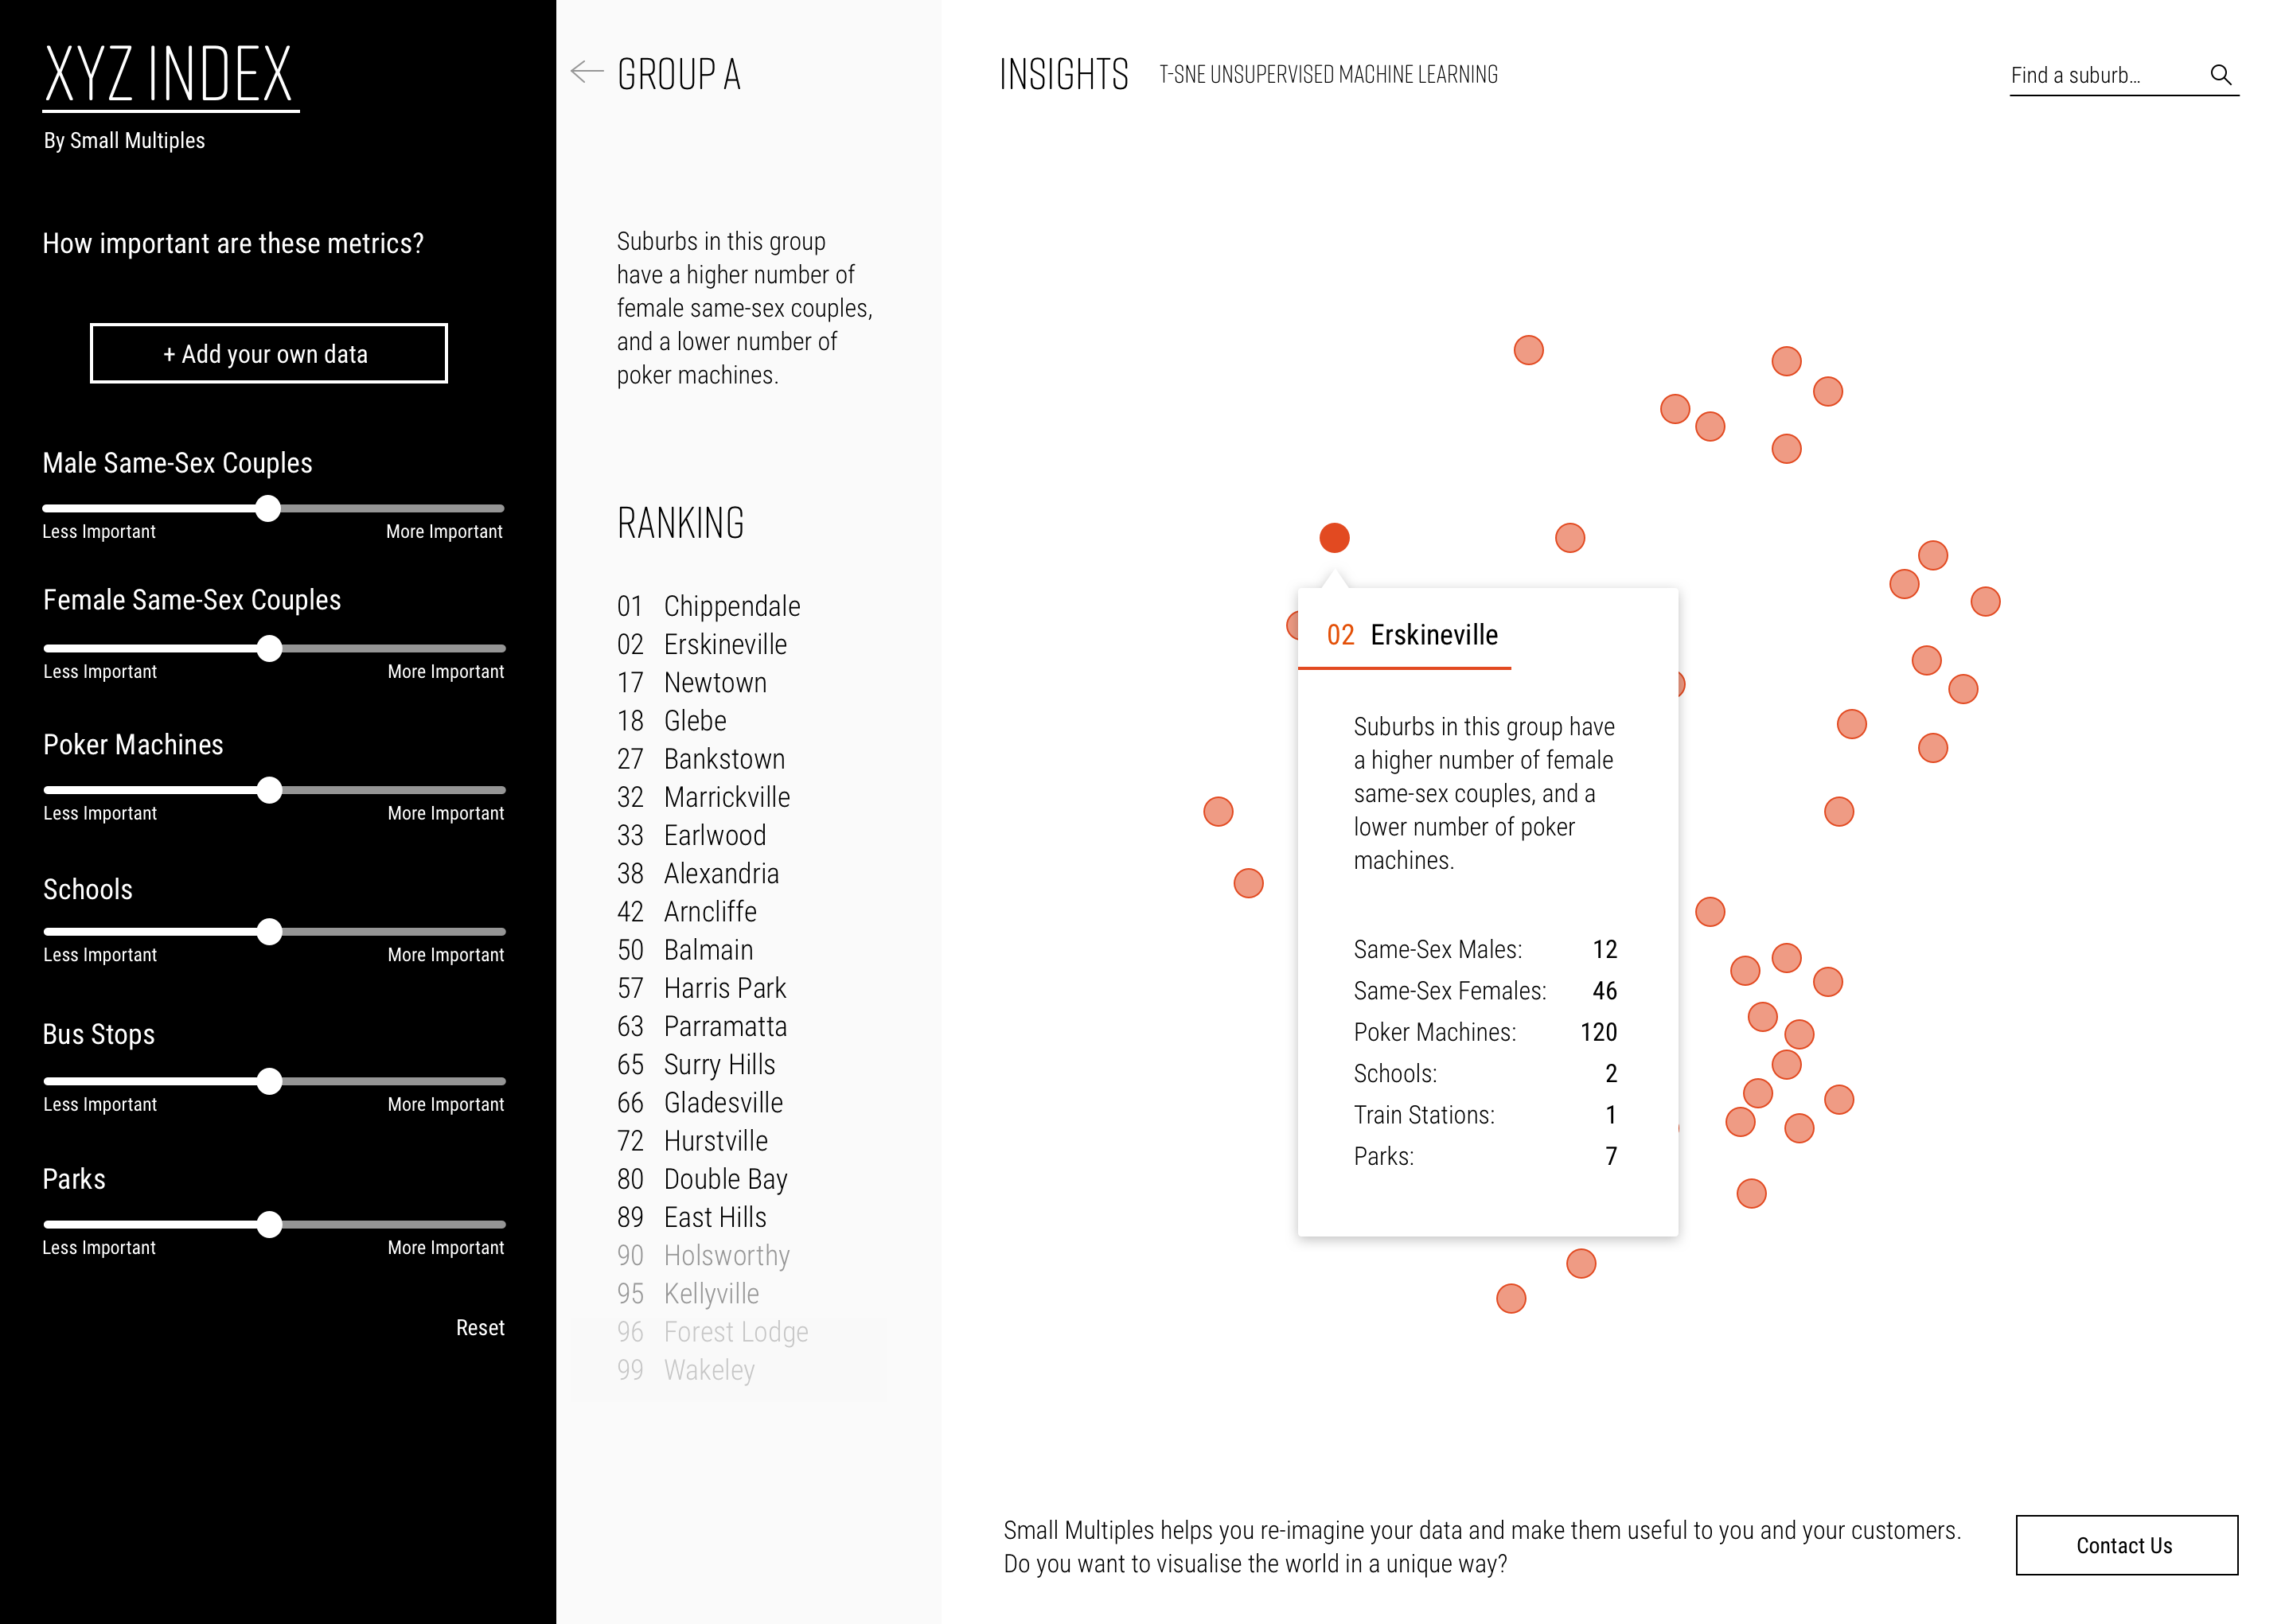 XYZ INDEX
By Small Multiples
How important are these metrics?
+ Add your own data
Male Same-Sex Couples
Less Important More Important
Female Same-Sex Couples
Less Important More Important
Poker Machines
Less Important More Important
Schools
Less Important More Important
Bus Stops
Less Important More Important
Parks
Less Important More Important
Reset
GROUP A
Suburbs in this group
have a higher number of
female same-sex couples,
and a lower number of
poker machines.
RANKING
01 Chippendale
02 Erskineville
17 Newtown
18 Glebe
27 Bankstown
32 Marrickville
33 Earlwood
38 Alexandria
42 Arncliffe
50 Balmain
57 Harris Park
63 Parramatta
65 Surry Hills
66 Gladesville
72 Hurstville
80 Double Bay
89 East Hills
90 Holsworthy
95 Kellyville
96 Forest Lodge
99 Wakeley
INSIGHTS T-SNE UNSUPERVISED MACHINE LEARNING
Find a suburb...
02 Erskineville
Suburbs in this group have
a higher number of female
same-sex couples, and a
lower number of poker
machines.
Same-Sex Males: 12
Same-Sex Females: 46
Poker Machines: 120
Schools: 2
Train Stations: 1
Parks: 7
Small Multiples helps you re-imagine your data and make them useful to you and your customers.
Do you want to visualise the world in a unique way?
Contact Us